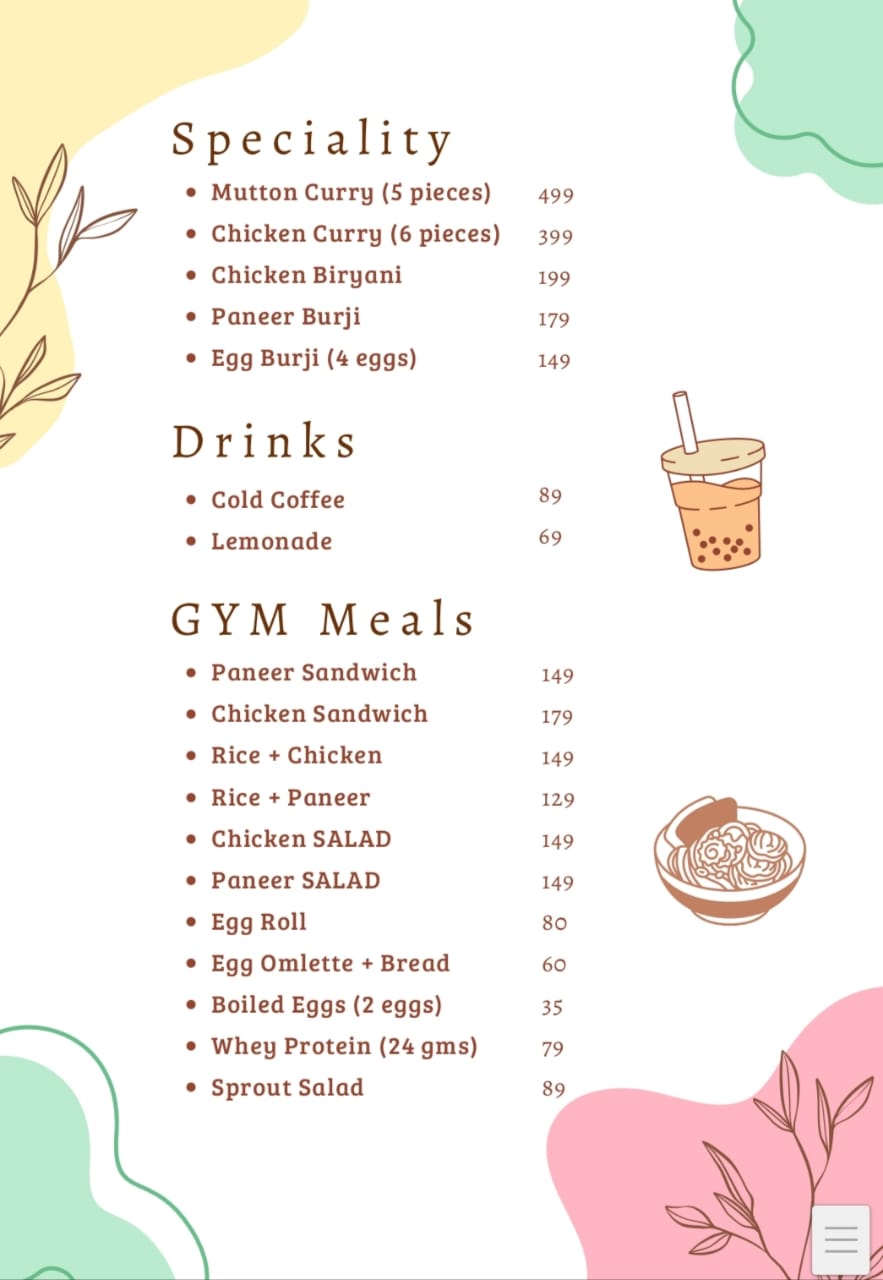 Speciality
• Mutton Curry (5 pieces) 499
• Chicken Curry (6 pieces) 399
• Chicken Biryani 199
• Paneer Burji 179
• Egg Burji (4 eggs) 149
Drinks
• Cold Coffee 89
• Lemonade 69
GYM Meals
• Paneer Sandwich 149
• Chicken Sandwich 179
• Rice + Chicken 149
• Rice + Paneer 129
• Chicken SALAD 149
• Paneer SALAD 149
• Egg Roll 80
• Egg Omlette + Bread 60
• Boiled Eggs (2 eggs) 35
• Whey Protein (24 gms) 79
• Sprout Salad 89